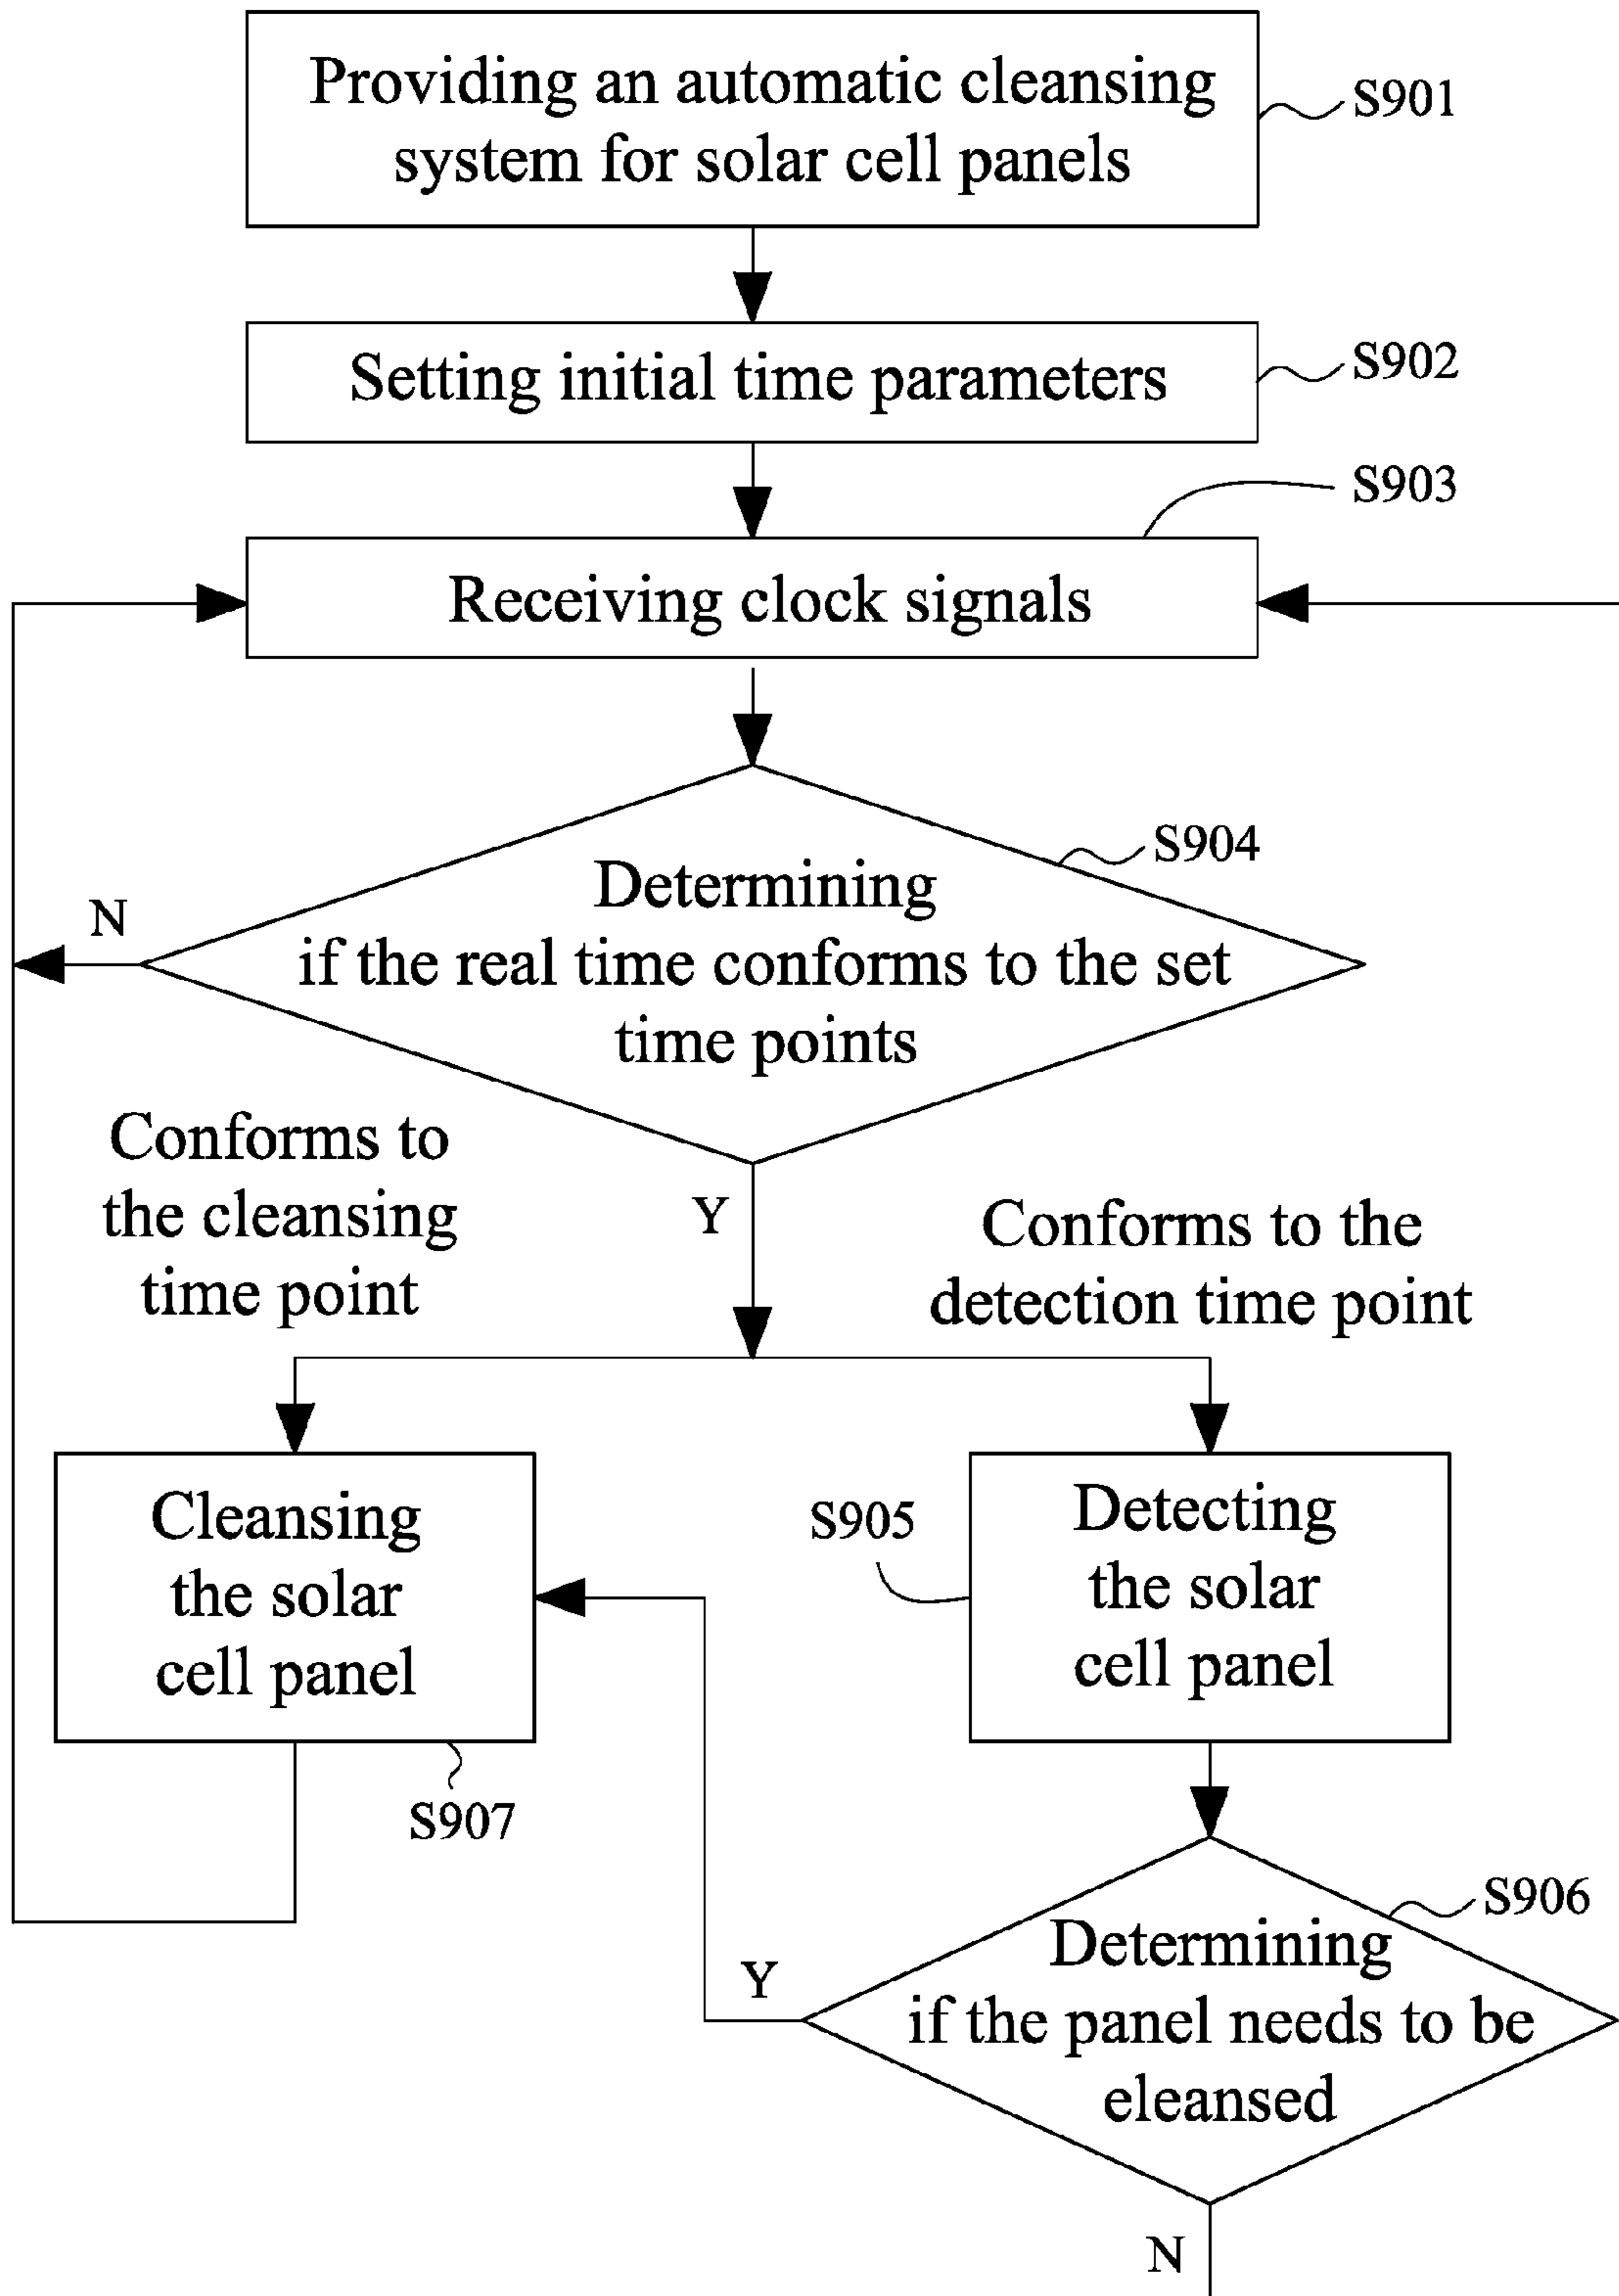 Providing an automatic cleansing
system for solar cell panels
S901
Setting initial time parameters
S902
S903
Receiving clock signals
S904
Determining
if the real time conforms to the set
time points
N
Y
Conforms to
the cleansing
time point
Conforms to the
detection time point
Cleansing
the solar
cell panel
S907
S905
Detecting
the solar
cell panel
S906
Determining
if the panel needs to be
eleansed
Y
N